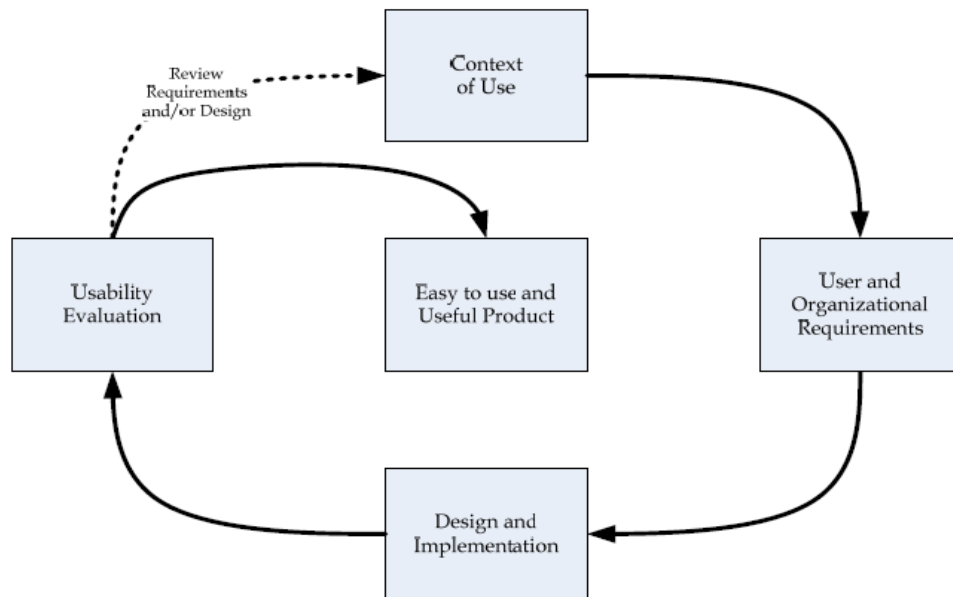 Context
of Use
Review
Requirements
and/or Design
Usability
Evaluation
Easy to use and
Useful Product
User and
Organizational
Requirements
Design and
Implementation